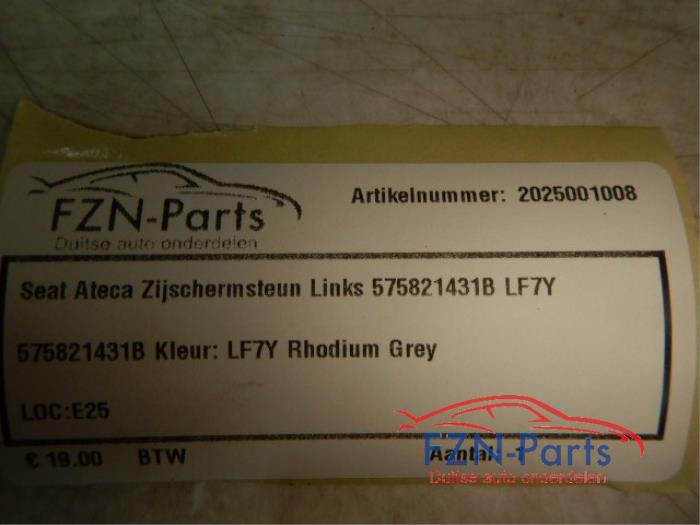 FZN-Parts
Duitse auto onderdelen
Artikelnummer: 2025001008
Seat Ateca Zijschermsteun Links 575821431B LF7Y
575821431B Kleur: LF7Y Rhodium Grey
LOC:E25
€ 19.00 BTW Aantal:
FZN-Parts
Duitse auto onderdelen